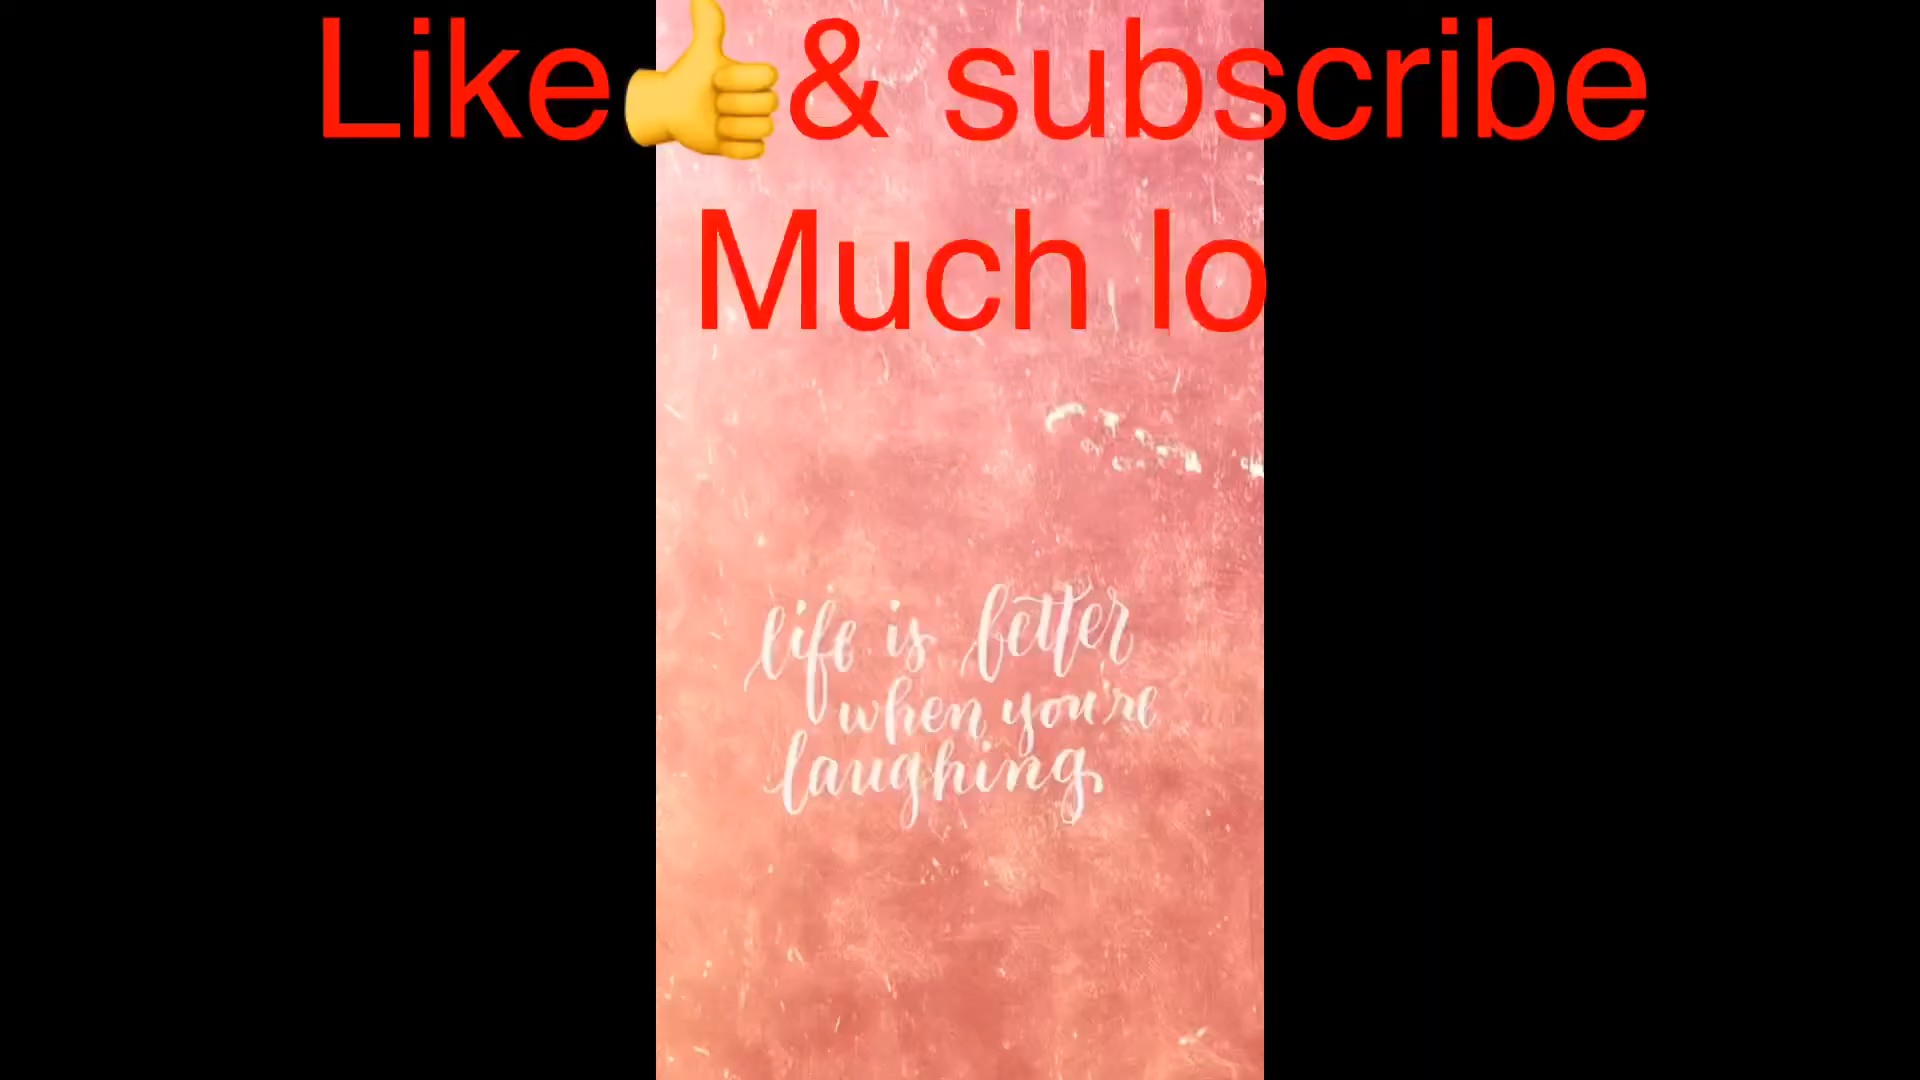 Like👍& subscribe
Much lo
life is better
when you're
laughing